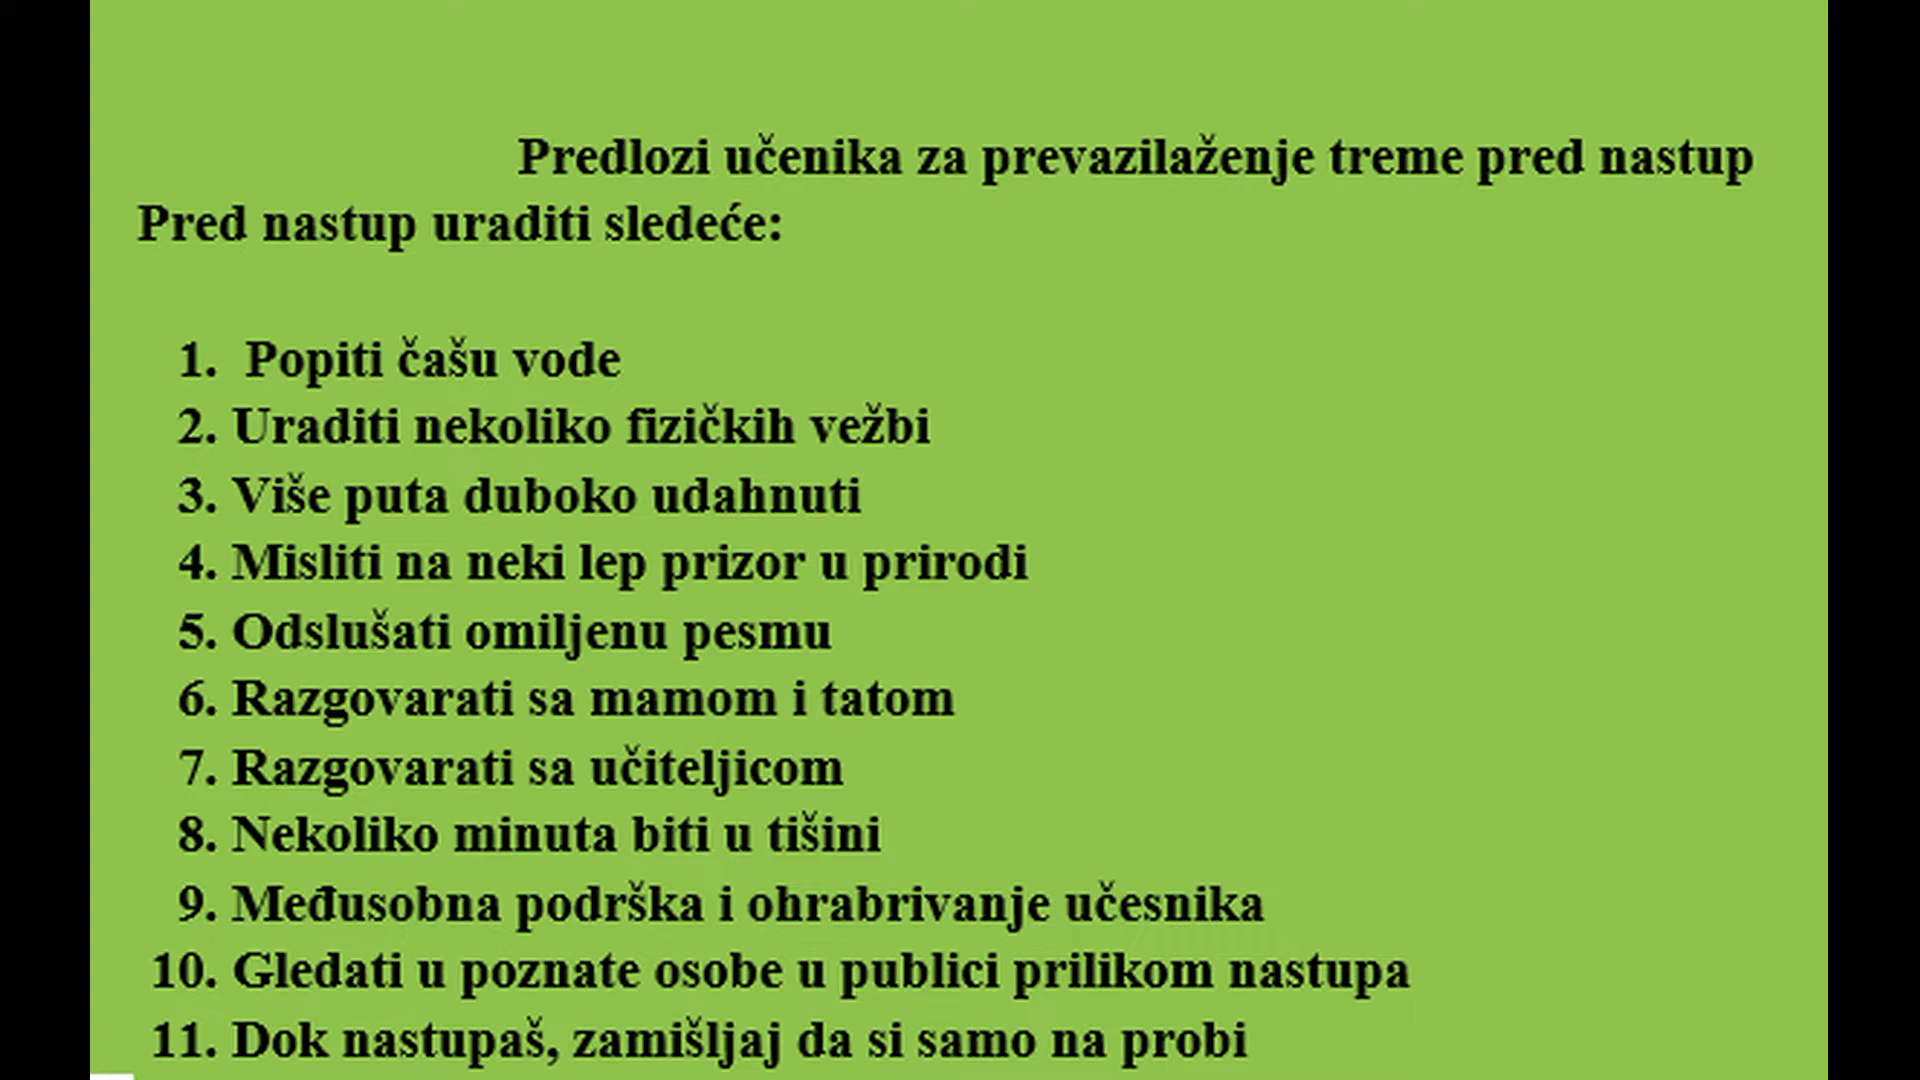 Predlozi učenika za prevazilaženje treme pred nastup
Pred nastup uraditi sledeće:
1. Popiti čašu vode
2. Uraditi nekoliko fizičkih vežbi
3. Više puta duboko udahnuti
4. Misliti na neki lep prizor u prirodi
5. Odslušati omiljenu pesmu
6. Razgovarati sa mamom i tatom
7. Razgovarati sa učiteljicom
8. Nekoliko minuta biti u tišini
9. Međusobna podrška i ohrabrivanje učesnika
10. Gledati u poznate osobe u publici prilikom nastupa
11. Dok nastupaš, zamišljaj da si samo na probi